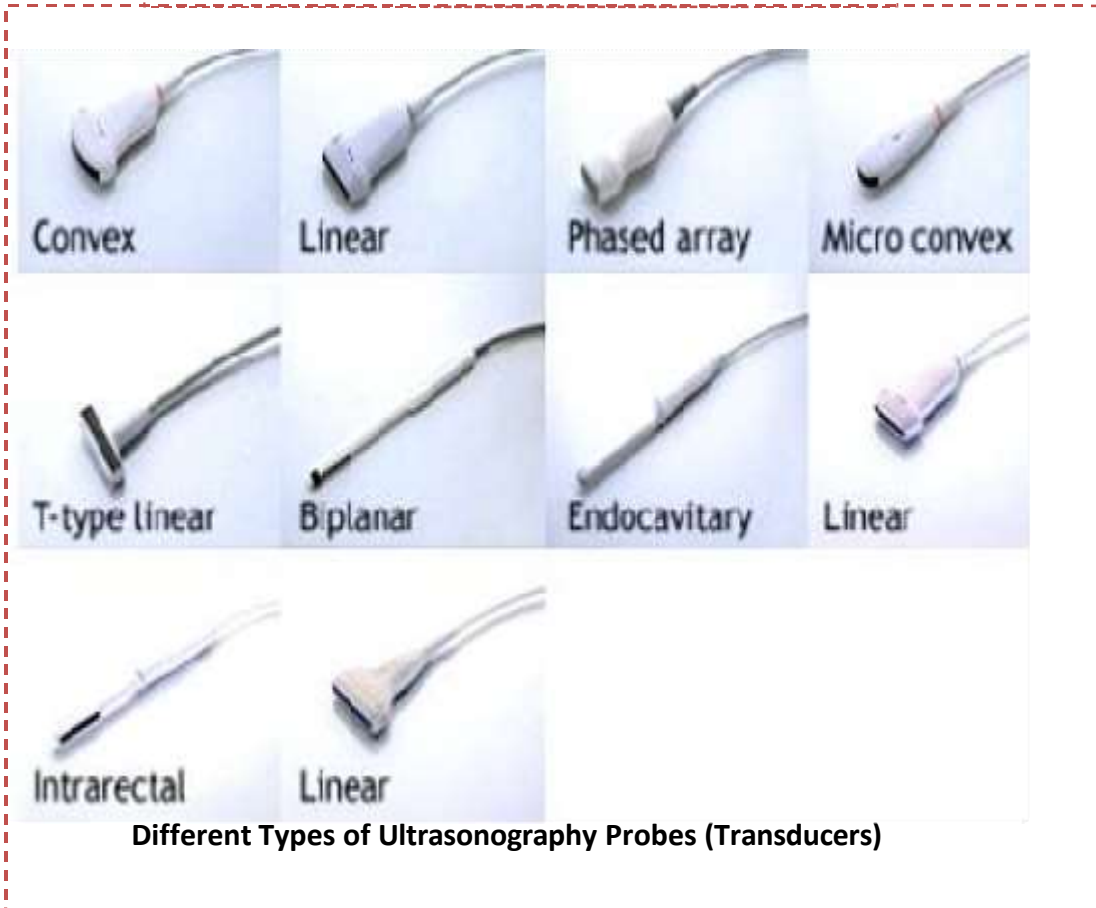 Convex
Linear
Phased array
Micro convex
T-type linear
Biplanar
Endocavitary
Linear
Intrarectal
Linear
Different Types of Ultrasonography Probes (Transducers)